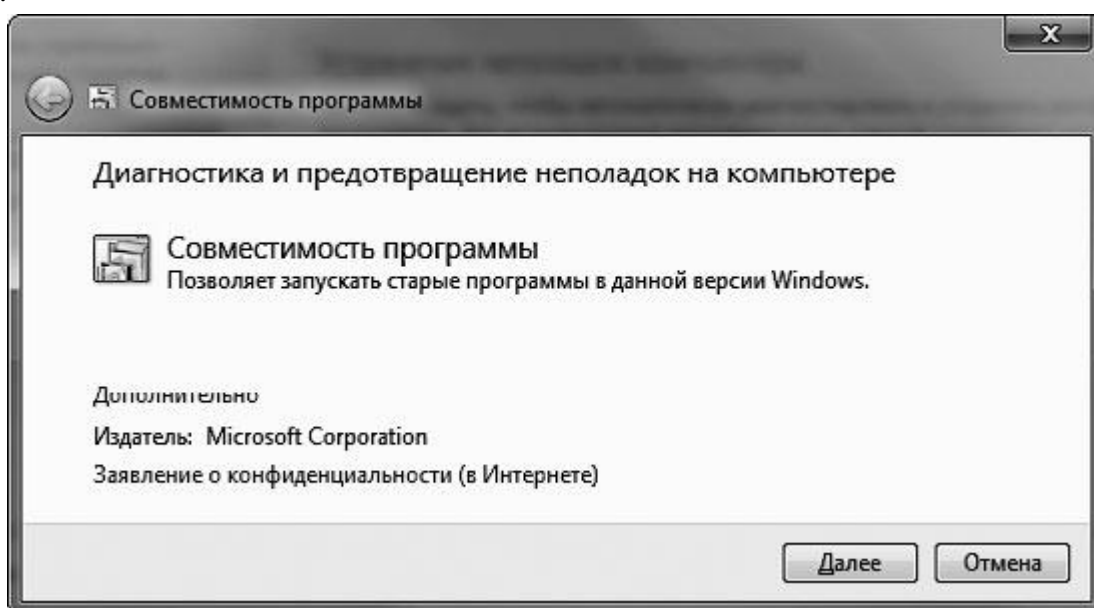 X
Совместимость программы
Диагностика и предотвращение неполадок на компьютере
Совместимость программы
Позволяет запускать старые программы в данной версии Windows.
Дополнительно
Издатель: Microsoft Corporation
Заявление о конфиденциальности (в Интернете)
Далее Отмена